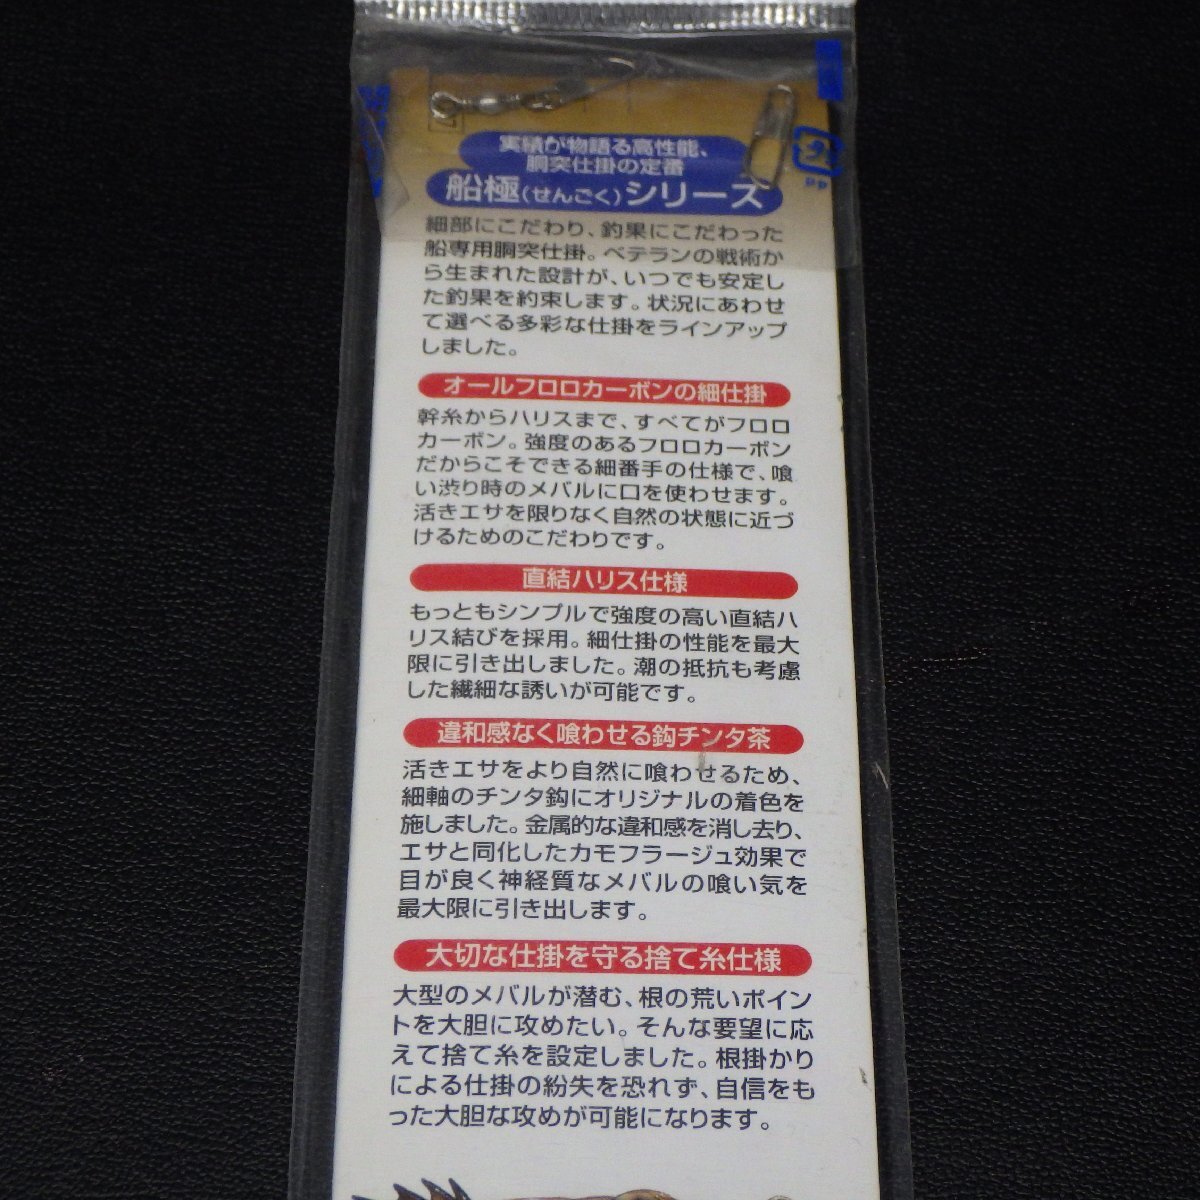 実績が物語る高性能、
胴突仕掛の定番
船極(せんごく)シリーズ
細部にこだわり、釣果にこだわった
船専用胴突仕掛。ベテランの戦術か
ら生まれた設計が、いつでも安定し
た釣果を約束します。状況にあわせ
て選べる多彩な仕掛をラインアップ
しました。
オールフロロカーボンの細仕掛
幹糸からハリスまで、すべてがフロロ
カーボン。強度のあるフロロカーボン
だからこそできる細番手の仕様で、喰
い渋り時のメバルに口を使わせます。
活きエサを限りなく自然の状態に近づ
けるためのこだわりです。
直結ハリス仕様
もっともシンプルで強度の高い直結ハ
リス結びを採用。細仕掛の性能を最大
限に引き出しました。潮の抵抗も考慮
した繊細な誘いが可能です。
違和感なく喰わせる鈎チンタ茶
活きエサをより自然に喰わせるため、
細軸のチンタ鈎にオリジナルの着色を
施しました。金属的な違和感を消し去り、
エサと同化したカモフラージュ効果で
目が良く神経質なメバルの喰い気を
最大限に引き出します。
大切な仕掛を守る捨て糸仕様
大型のメバルが潜む、根の荒いポイン
トを大胆に攻めたい。そんな要望に応
えて捨て糸を設定しました。根掛かり
による仕掛の紛失を恐れず、自信をも
った大胆な攻めが可能になります。
PP